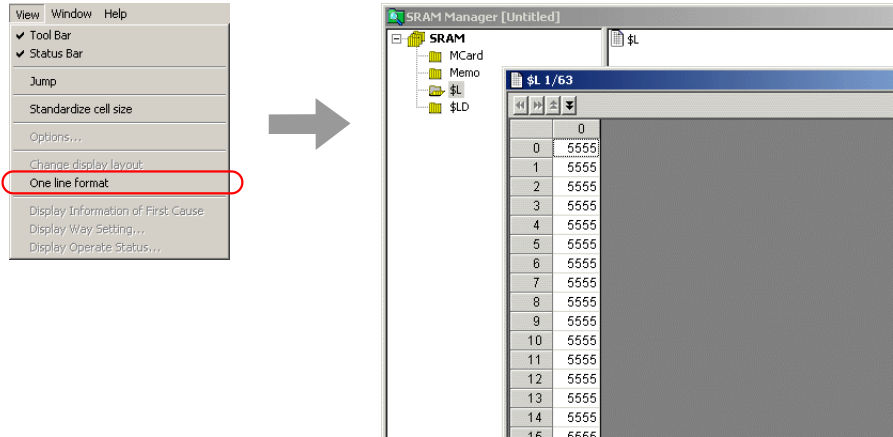 View Window Help
Tool Bar
Status Bar
Jump
Standardize cell size
Options...
Change display layout
One line format
Display Information of First Cause
Display Way Setting...
Display Operate Status...
SRAM Manager [Untitled]
SRAM
MCard
Memo
$L
$LD
$L
$L 1/63
0
0 5555
1 5555
2 5555
3 5555
4 5555
5 5555
6 5555
7 5555
8 5555
9 5555
10 5555
11 5555
12 5555
13 5555
14 5555